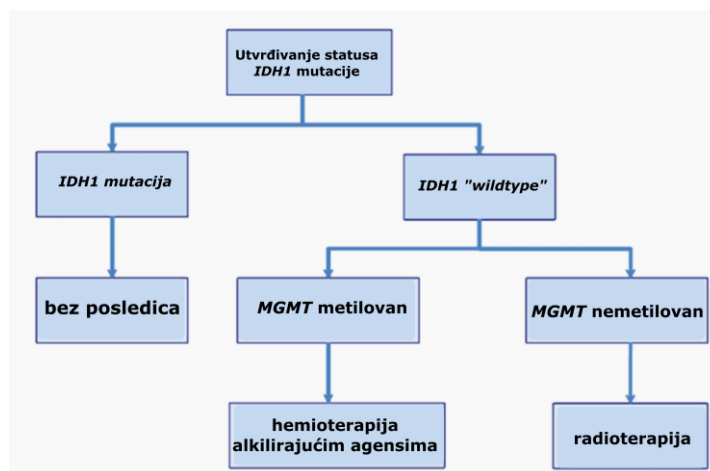 Utvrđivanje statusa
IDH1 mutacije
IDH1 mutacija
IDH1 "wildtype"
bez posledica
MGMT metilovan
MGMT nemetilovan
hemioterapija
alkilirajućim agensima
radioterapija